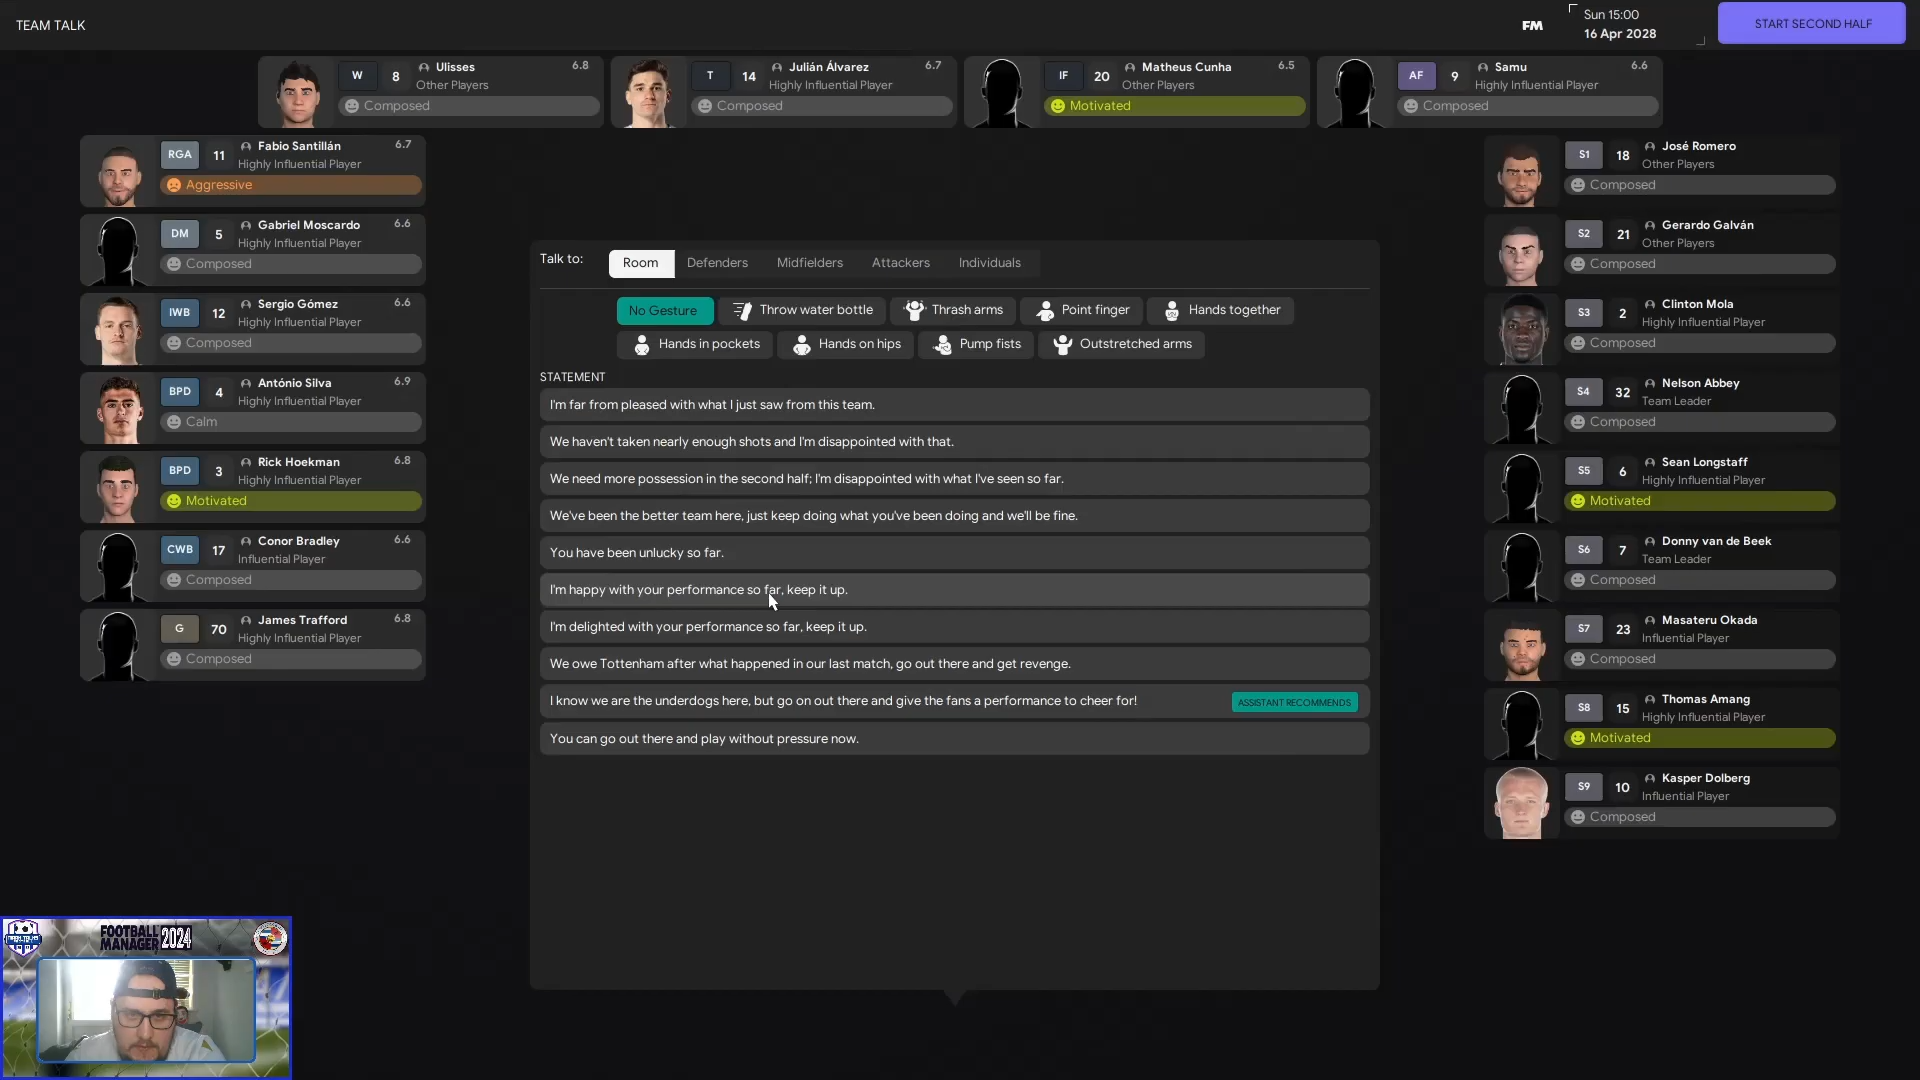 TEAM TALK
FM
Sun 15:00
16 Apr 2028
START SECOND HALF
W 8 Ulisses 6.8
Other Players
Composed
T 14 Julián Álvarez 6.7
Highly Influential Player
Composed
IF 20 Matheus Cunha 6.5
Other Players
Motivated
AF 9 Samu 6.6
Highly Influential Player
Composed
RGA 11 Fabio Santillán 6.7
Highly Influential Player
Aggressive
DM 5 Gabriel Moscardo 6.6
Highly Influential Player
Composed
IWB 12 Sergio Gómez 6.6
Highly Influential Player
Composed
BPD 4 António Silva 6.9
Highly Influential Player
Calm
BPD 3 Rick Hoekman 6.8
Highly Influential Player
Motivated
CWB 17 Conor Bradley 6.6
Influential Player
Composed
G 70 James Trafford 6.8
Highly Influential Player
Composed
Talk to: Room Defenders Midfielders Attackers Individuals
No Gesture Throw water bottle Thrash arms Point finger Hands together
Hands in pockets Hands on hips Pump fists Outstretched arms
STATEMENT
I'm far from pleased with what I just saw from this team.
We haven't taken nearly enough shots and I'm disappointed with that.
We need more possession in the second half; I'm disappointed with what I've seen so far.
We've been the better team here, just keep doing what you've been doing and we'll be fine.
You have been unlucky so far.
I'm happy with your performance so far, keep it up.
I'm delighted with your performance so far, keep it up.
We owe Tottenham after what happened in our last match, go out there and get revenge.
I know we are the underdogs here, but go on out there and give the fans a performance to cheer for! ASSISTANT RECOMMENDS
You can go out there and play without pressure now.
S1 18 José Romero
Other Players
Composed
S2 21 Gerardo Galván
Other Players
Composed
S3 2 Clinton Mola
Highly Influential Player
Composed
S4 32 Nelson Abbey
Team Leader
Composed
S5 6 Sean Longstaff
Highly Influential Player
Motivated
S6 7 Donny van de Beek
Team Leader
Composed
S7 23 Masateru Okada
Influential Player
Composed
S8 15 Thomas Amang
Highly Influential Player
Motivated
S9 10 Kasper Dolberg
Influential Player
Composed
FOOTBALL
MANAGER 2024